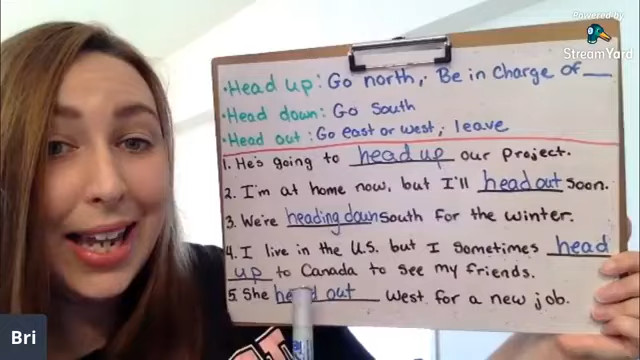 Powered by
StreamYard
• Head up: Go north, Be in charge of __
• Head down: Go South
• Head out: Go east or west, leave
1. He's going to head up our project.
2. I'm at home now, but I'll head out soon.
3. We're heading down south for the winter.
4. I live in the U.S. but I sometimes head
up to Canada to see my friends.
5. She head out west for a new job.
Bri